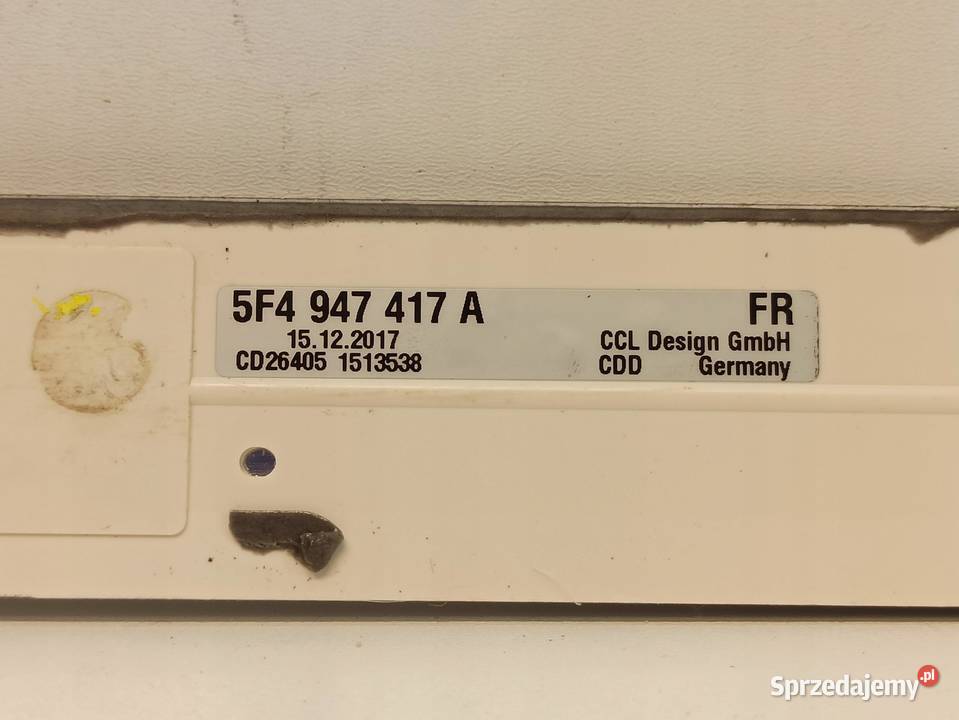 5F4 947 417 A FR
15.12.2017 CCL Design GmbH
CD26405 1513538 CDD Germany
Sprzedajemy.pl